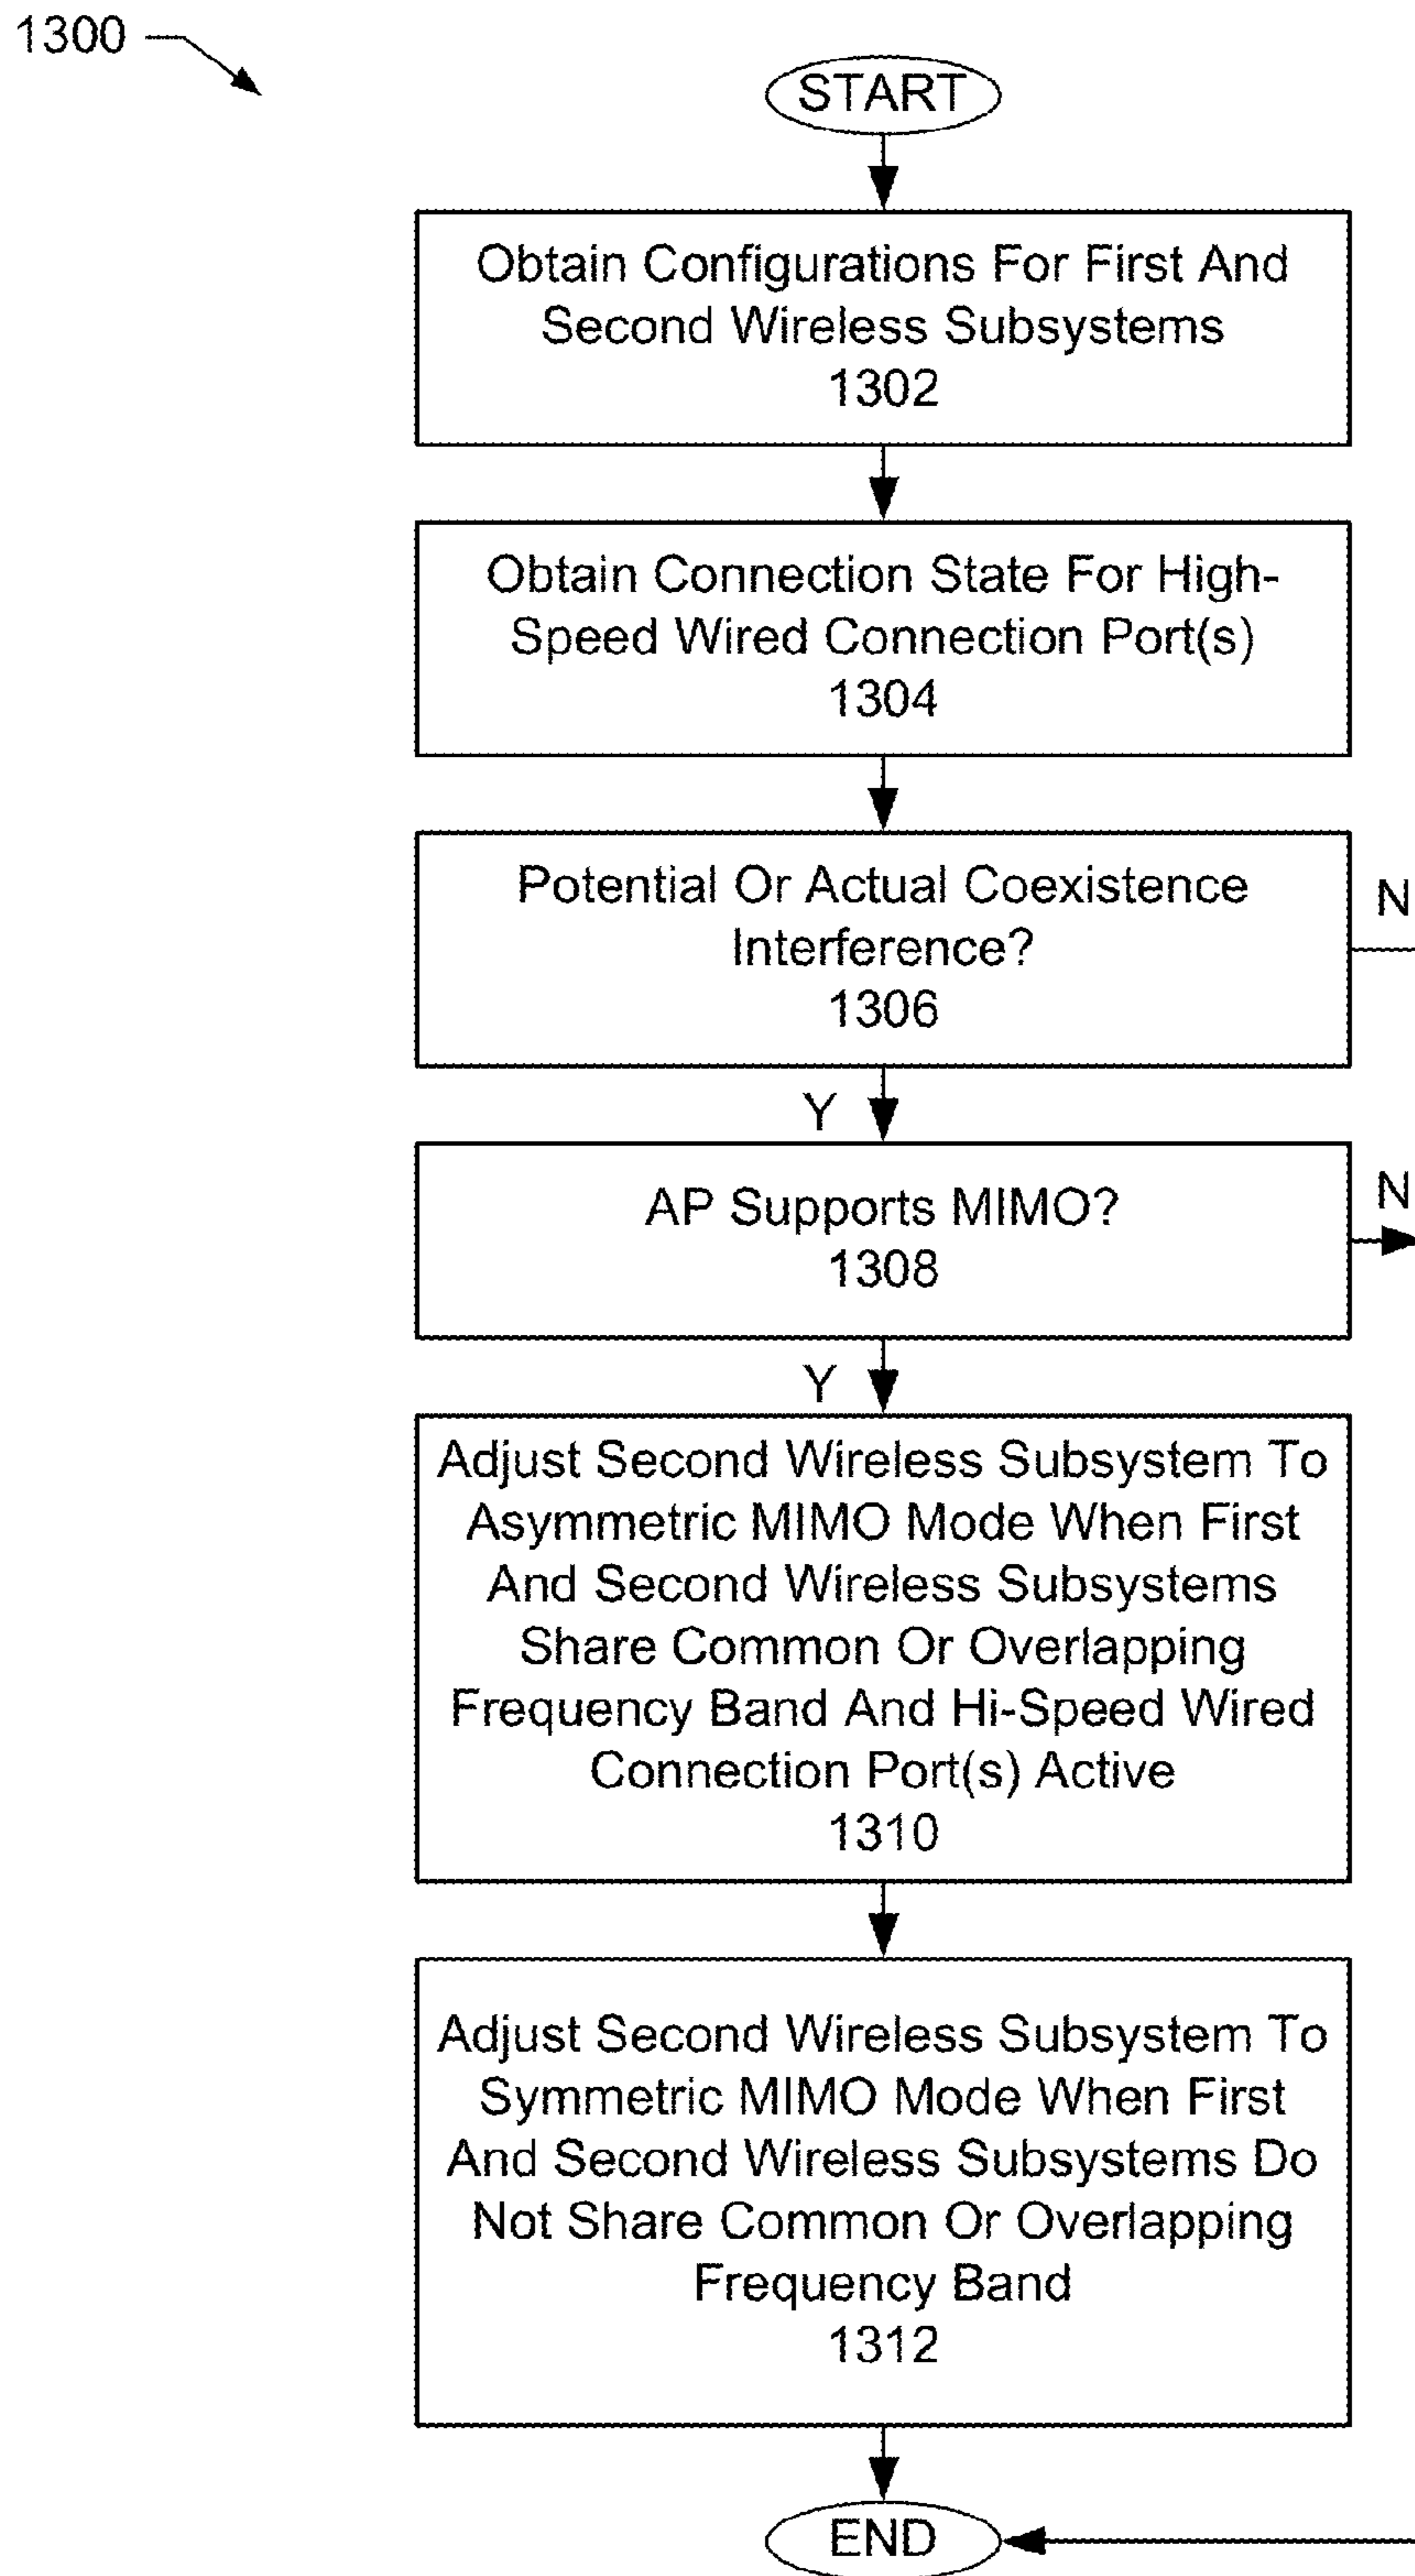 1300
START
Obtain Configurations For First And
Second Wireless Subsystems
1302
Obtain Connection State For High-
Speed Wired Connection Port(s)
1304
Potential Or Actual Coexistence
Interference?
1306
N
Y
AP Supports MIMO?
1308
N
Y
Adjust Second Wireless Subsystem To
Asymmetric MIMO Mode When First
And Second Wireless Subsystems
Share Common Or Overlapping
Frequency Band And Hi-Speed Wired
Connection Port(s) Active
1310
Adjust Second Wireless Subsystem To
Symmetric MIMO Mode When First
And Second Wireless Subsystems Do
Not Share Common Or Overlapping
Frequency Band
1312
END